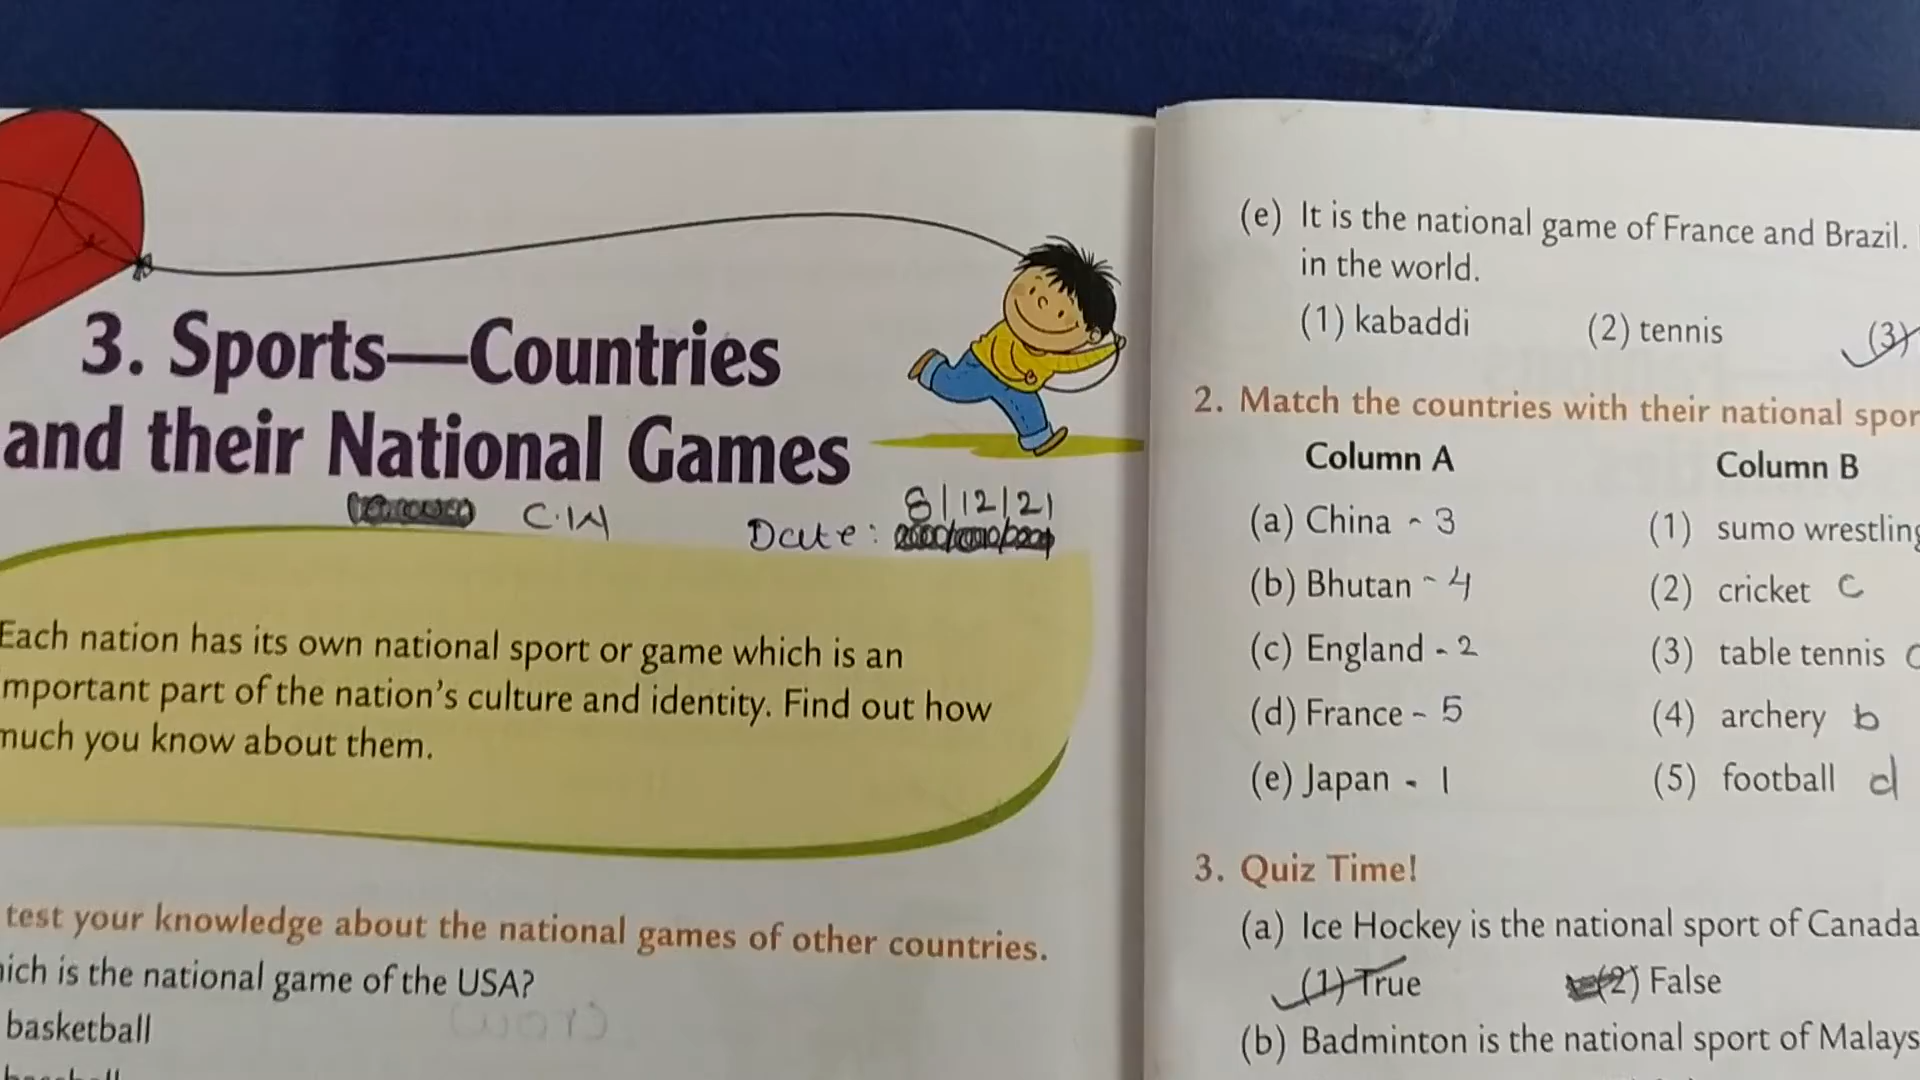 3. Sports—Countries
and their National Games
C.W
8/12/21
Date:
Each nation has its own national sport or game which is an
mportant part of the nation's culture and identity. Find out how
much you know about them.
test your knowledge about the national games of other countries.
ich is the national game of the USA?
basketball
(e) It is the national game of France and Brazil.
in the world.
(1) kabaddi (2) tennis (3)
2. Match the countries with their national spor
Column A Column B
(a) China - 3 (1) sumo wrestling
(b) Bhutan - 4 (2) cricket c
(c) England - 2 (3) table tennis
(d) France - 5 (4) archery b
(e) Japan - 1 (5) football d
3. Quiz Time!
(a) Ice Hockey is the national sport of Canada
(1) True (2) False
(b) Badminton is the national sport of Malays